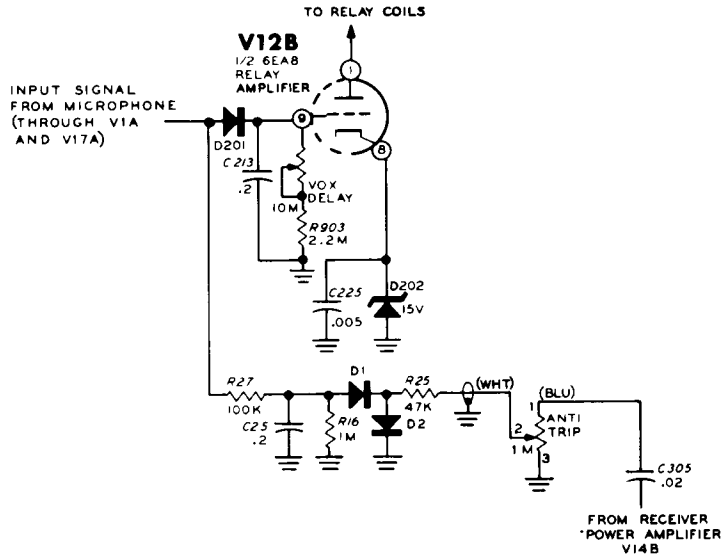 TO RELAY COILS
V12B
1/2 6EA8
RELAY
AMPLIFIER
1
INPUT SIGNAL
FROM MICROPHONE
(THROUGH V1A
AND V17A)
9
D201
8
C213
.2
VOX
DELAY
10M
R903
2.2M
C225
.005
D202
15V
R27
100K
C25
.2
R16
1M
D1
D2
R25
47K
(WHT)
(BLU)
1
ANTI
TRIP
2
1M
3
C305
.02
FROM RECEIVER
POWER AMPLIFIER
V14B